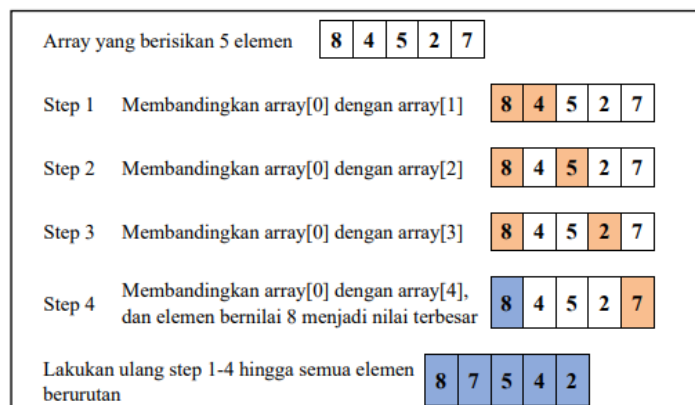 Array yang berisikan 5 elemen 8 4 5 2 7
Step 1 Membandingkan array[0] dengan array[1] 8 4 5 2 7
Step 2 Membandingkan array[0] dengan array[2] 8 4 5 2 7
Step 3 Membandingkan array[0] dengan array[3] 8 4 5 2 7
Step 4 Membandingkan array[0] dengan array[4],
dan elemen bernilai 8 menjadi nilai terbesar 8 4 5 2 7
Lakukan ulang step 1-4 hingga semua elemen
berurutan 8 7 5 4 2